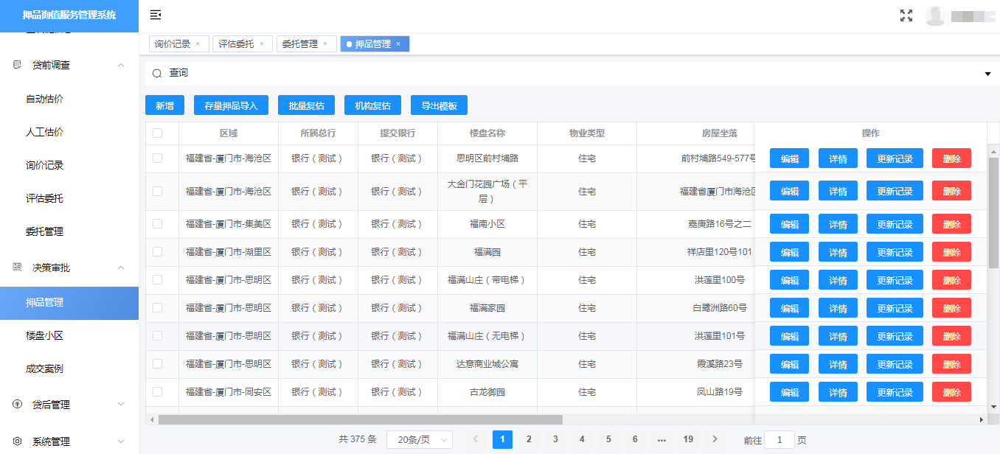 押品询值服务管理系统
贷前调查
自动估价
人工估价
询价记录
评估委托
委托管理
决策审批
押品管理
楼盘小区
成交案例
贷后管理
系统管理
询价记录 × 评估委托 × 委托管理 × 押品管理 ×
查询
新增 存量押品导入 批量复估 机构复估 导出模板
区域 所属总行 提交银行 楼盘名称 物业类型 房屋坐落 操作
福建省-厦门市-海沧区 银行（测试） 银行（测试） 思明区前村埔路 住宅 前村埔路549-577号 编辑 详情 更新记录 删除
福建省-厦门市-海沧区 银行（测试） 银行（测试） 大金门花园广场（平层） 住宅 福建省厦门市海沧区 编辑 详情 更新记录 删除
福建省-厦门市-集美区 银行（测试） 银行（测试） 福南小区 住宅 嘉庚路16号之二 编辑 详情 更新记录 删除
福建省-厦门市-湖里区 银行（测试） 银行（测试） 福满园 住宅 祥店里120号101 编辑 详情 更新记录 删除
福建省-厦门市-思明区 银行（测试） 银行（测试） 福满山庄（带电梯） 住宅 洪莲里100号 编辑 详情 更新记录 删除
福建省-厦门市-思明区 银行（测试） 银行（测试） 福满家园 住宅 白鹭洲路60号 编辑 详情 更新记录 删除
福建省-厦门市-思明区 银行（测试） 银行（测试） 福满山庄（无电梯） 住宅 洪莲里101号 编辑 详情 更新记录 删除
福建省-厦门市-思明区 银行（测试） 银行（测试） 达意商业城公寓 住宅 霞溪路23号 编辑 详情 更新记录 删除
福建省-厦门市-同安区 银行（测试） 银行（测试） 古龙御园 住宅 凤山路19号 编辑 详情 更新记录 删除
共 375 条 20条/页 1 2 3 4 5 6 ••• 19 前往 1 页